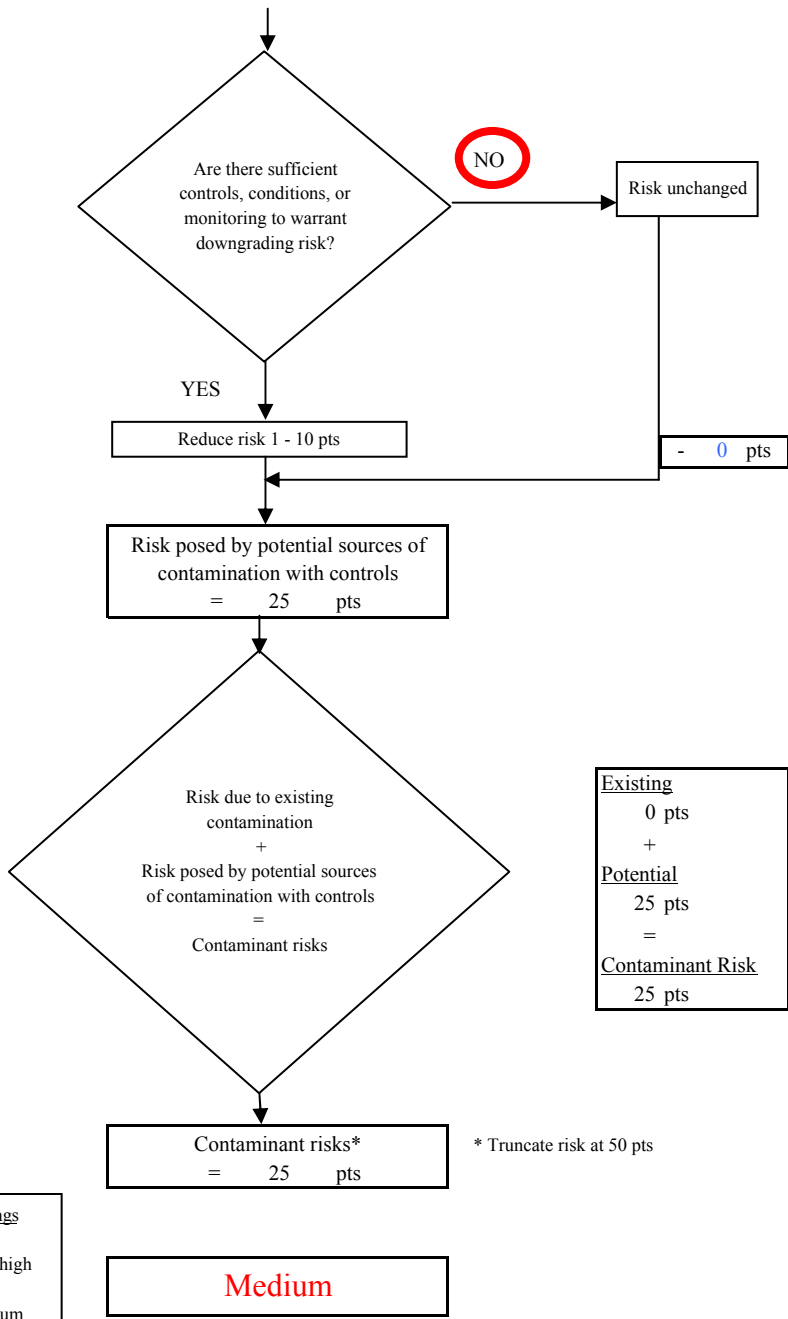 Are there sufficient
controls, conditions, or
monitoring to warrant
downgrading risk?
NO
Risk unchanged
YES
Reduce risk 1 - 10 pts
- 0 pts
Risk posed by potential sources of
contamination with controls
= 25 pts
Risk due to existing
contamination
+
Risk posed by potential sources
of contamination with controls
=
Contaminant risks
Existing
0 pts
+
Potential
25 pts
=
Contaminant Risk
25 pts
Contaminant risks*
= 25 pts
* Truncate risk at 50 pts
high
Medium